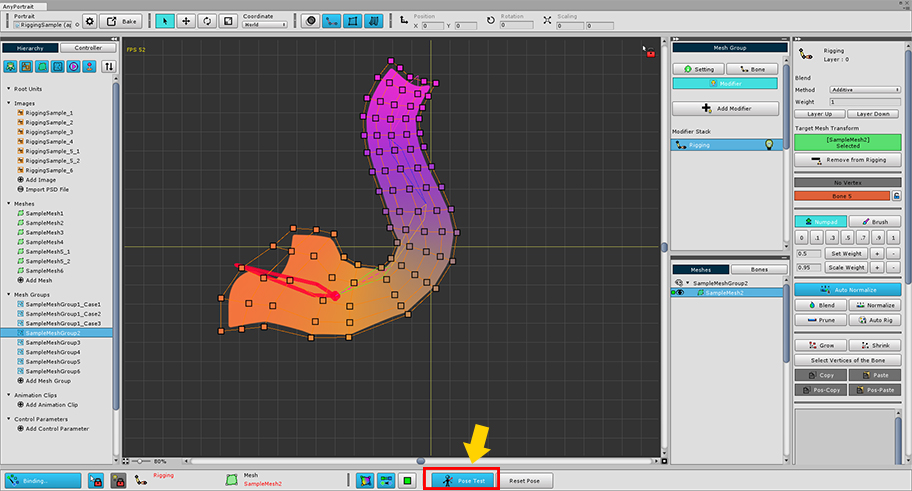 AnyPortrait
Portrait
RiggingSample (ap
Bake
Coordinate
World
Position
X 0 Y 0
Rotation
0
Scaling
0 0
Hierarchy
Controller
Root Units
Images
RiggingSample_1
RiggingSample_2
RiggingSample_3
RiggingSample_4
RiggingSample_5_1
RiggingSample_5_2
RiggingSample_6
Add Image
Import PSD File
Meshes
SampleMesh1
SampleMesh2
SampleMesh3
SampleMesh4
SampleMesh5_1
SampleMesh5_2
SampleMesh6
Add Mesh
Mesh Groups
SampleMeshGroup1_Case1
SampleMeshGroup1_Case2
SampleMeshGroup1_Case3
SampleMeshGroup2
SampleMeshGroup3
SampleMeshGroup4
SampleMeshGroup5
SampleMeshGroup6
Add Mesh Group
Animation Clips
Add Animation Clip
Control Parameters
Add Control Parameter
FPS 52
80%
Mesh Group
Setting
Bone
Modifier
Add Modifier
Modifier Stack
Rigging
Meshes
Bones
SampleMeshGroup2
SampleMesh2
Rigging
Layer : 0
Blend
Method
Additive
Weight
1
Layer Up
Layer Down
Target Mesh Transform
[SampleMesh2]
Selected
Remove from Rigging
No Vertex
Bone 5
Numpad
Brush
0 .1 .3 .5 .7 .9 1
0.5 Set Weight + -
0.95 Scale Weight + -
Auto Normalize
Blend
Normalize
Prune
Auto Rig
Grow
Shrink
Select Vertices of the Bone
Copy
Paste
Pos-Copy
Pos-Paste
Binding...
Rigging
Mesh
SampleMesh2
Pose Test
Reset Pose